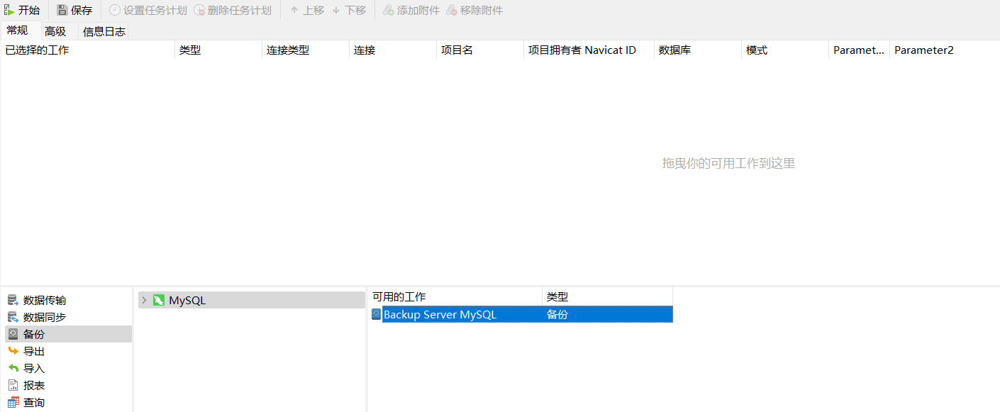 开始 保存 设置任务计划 删除任务计划 上移 下移 添加附件 移除附件
常规 高级 信息日志
已选择的工作 类型 连接类型 连接 项目名 项目拥有者 Navicat ID 数据库 模式 Paramet... Parameter2
拖曳你的可用工作到这里
数据传输
数据同步
备份
导出
导入
报表
查询
MySQL
可用的工作 类型
Backup Server MySQL 备份